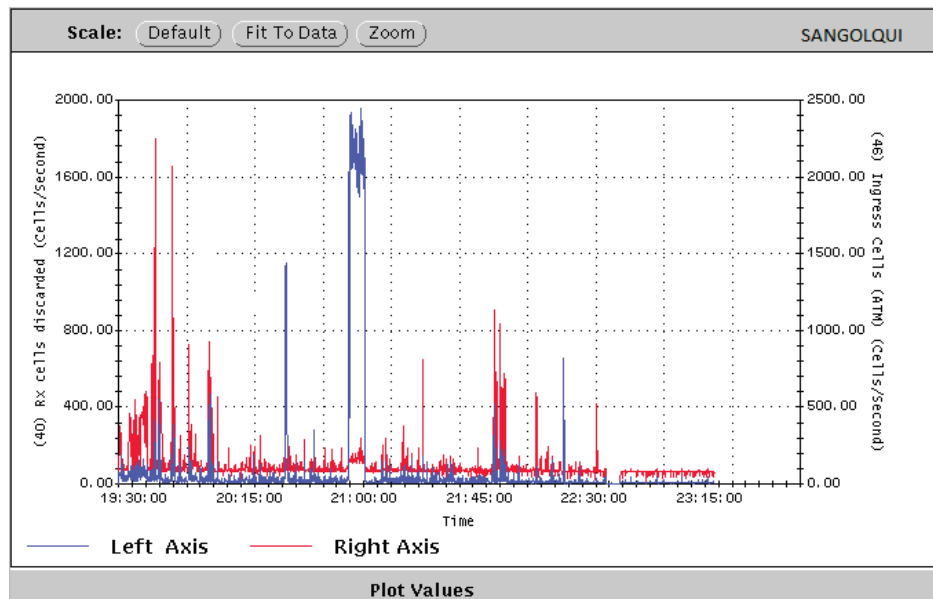 Scale: Default Fit To Data Zoom SANGOLQUI
2000.00
1600.00
1200.00
800.00
400.00
0.00
(40) Rx cells discarded (Cells/second)
2500.00
2000.00
1500.00
1000.00
500.00
0.00
(46) Ingress Cells (ATM) (Cells/second)
19:30:00 20:15:00 21:00:00 21:45:00 22:30:00 23:15:00
Time
Left Axis Right Axis
Plot Values